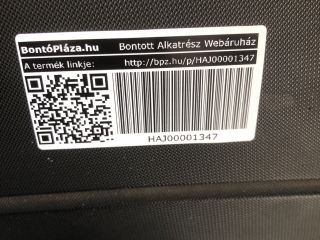 BontóPláza.hu Bontott Alkatrész Webáruház
A termék linkje: http://bpz.hu/p/HAJ00001347
HAJ00001347